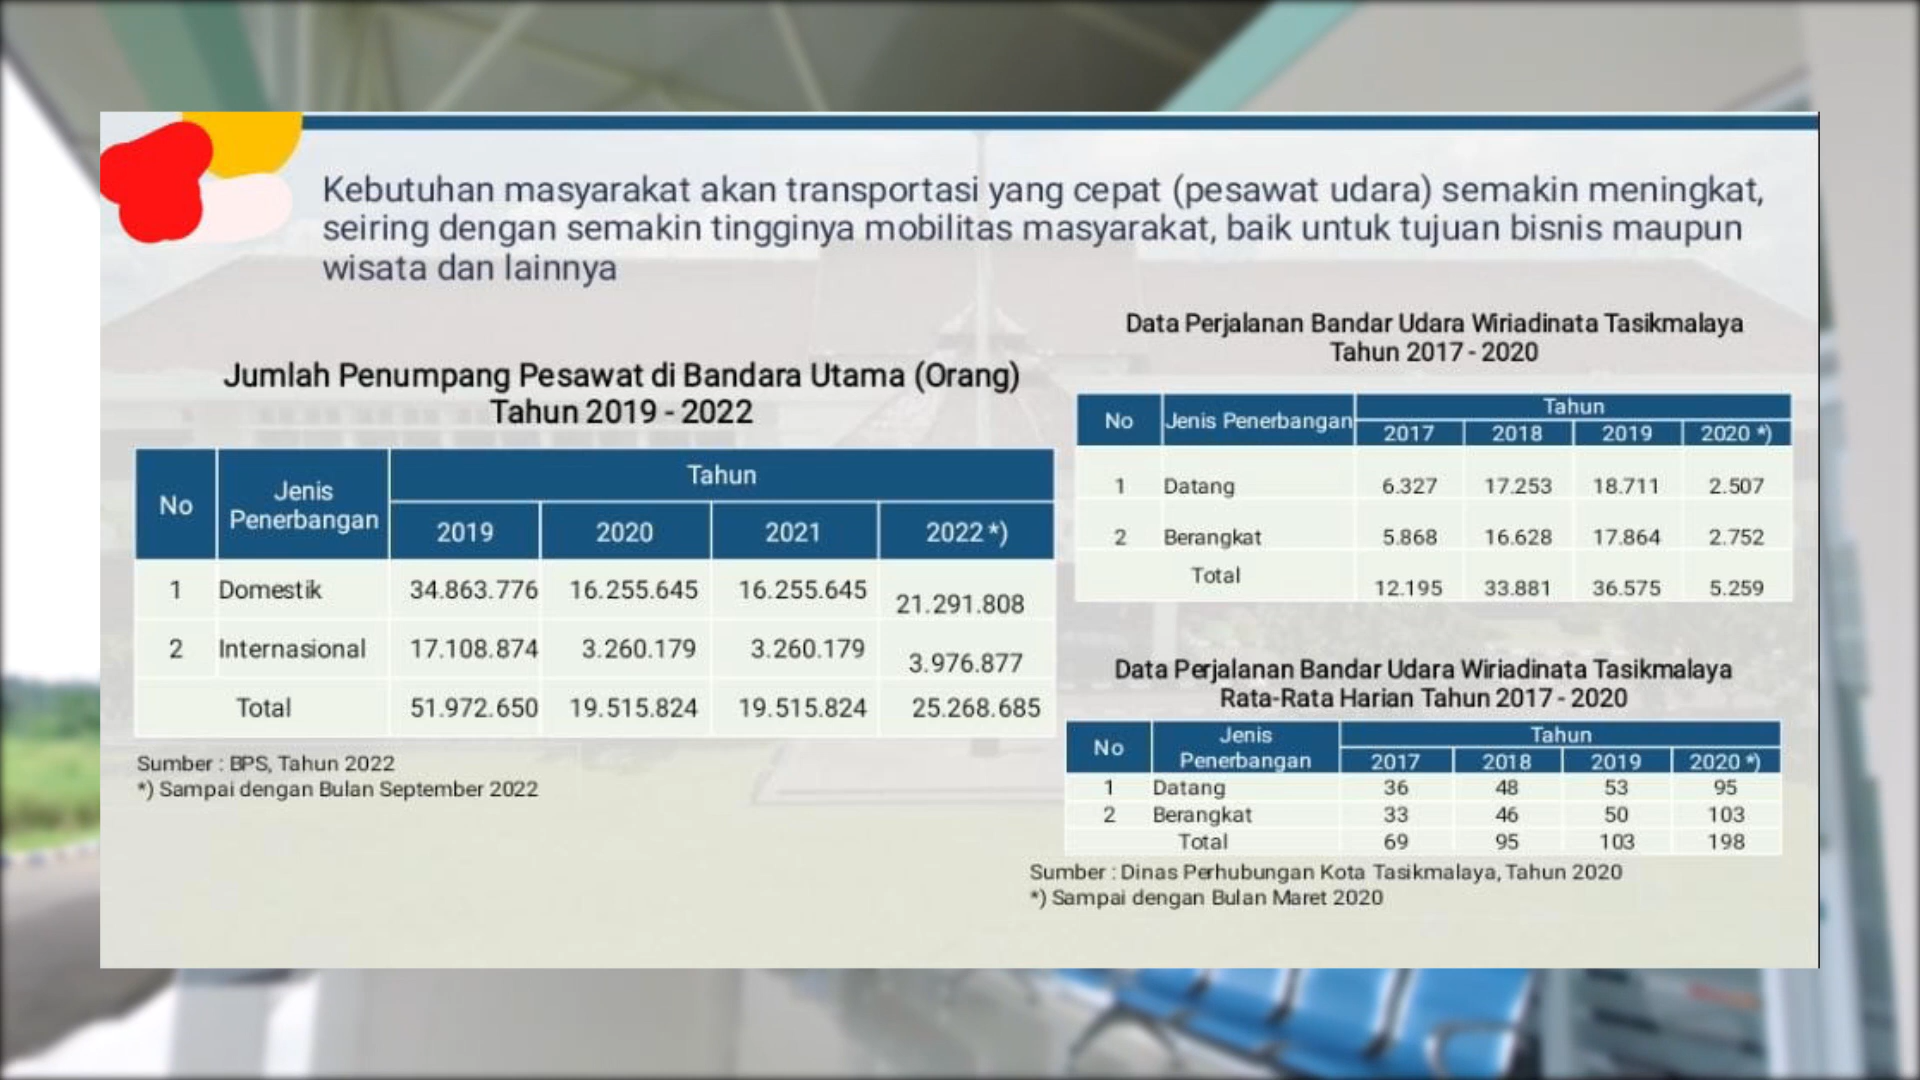 Kebutuhan masyarakat akan transportasi yang cepat (pesawat udara) semakin meningkat,
seiring dengan semakin tingginya mobilitas masyarakat, baik untuk tujuan bisnis maupun
wisata dan lainnya
Jumlah Penumpang Pesawat di Bandara Utama (Orang)
Tahun 2019 - 2022
No Jenis Penerbangan Tahun
2019 2020 2021 2022 *)
1 Domestik 34.863.776 16.255.645 16.255.645 21.291.808
2 Internasional 17.108.874 3.260.179 3.260.179 3.976.877
Total 51.972.650 19.515.824 19.515.824 25.268.685
Sumber : BPS, Tahun 2022
*) Sampai dengan Bulan September 2022
Data Perjalanan Bandar Udara Wiriadinata Tasikmalaya
Tahun 2017 - 2020
No Jenis Penerbangan Tahun
2017 2018 2019 2020 *)
1 Datang 6.327 17.253 18.711 2.507
2 Berangkat 5.868 16.628 17.864 2.752
Total 12.195 33.881 36.575 5.259
Data Perjalanan Bandar Udara Wiriadinata Tasikmalaya
Rata-Rata Harian Tahun 2017 - 2020
No Jenis Penerbangan Tahun
2017 2018 2019 2020 *)
1 Datang 36 48 53 95
2 Berangkat 33 46 50 103
Total 69 95 103 198
Sumber : Dinas Perhubungan Kota Tasikmalaya, Tahun 2020
*) Sampai dengan Bulan Maret 2020